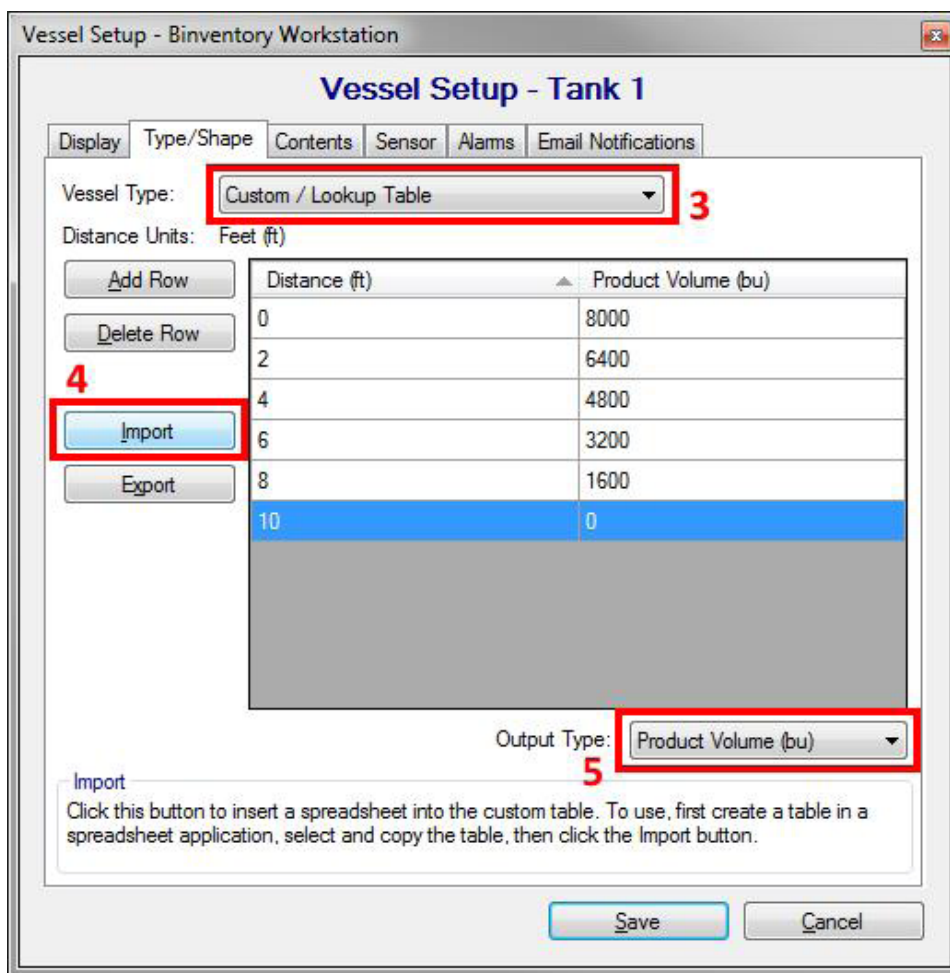 Vessel Setup - Binventory Workstation
Vessel Setup - Tank 1
Display Type/Shape Contents Sensor Alarms Email Notifications
Vessel Type: Custom / Lookup Table 3
Distance Units: Feet (ft)
Add Row
Delete Row
4
Import
Export
Distance (ft) Product Volume (bu)
0 8000
2 6400
4 4800
6 3200
8 1600
10 0
Output Type: Product Volume (bu)
5
Import
Click this button to insert a spreadsheet into the custom table. To use, first create a table in a
spreadsheet application, select and copy the table, then click the Import button.
Save Cancel